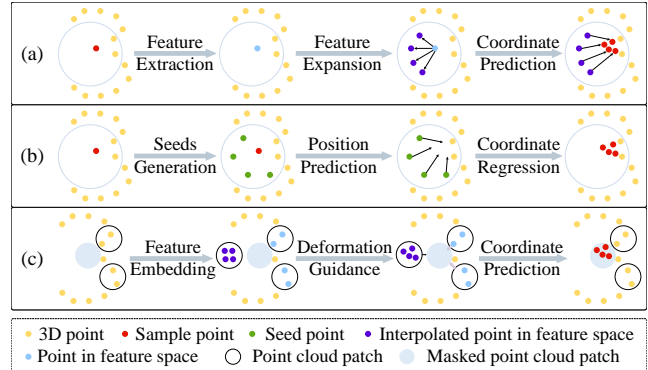 (a) Feature Extraction Feature Expansion Coordinate Prediction
(b) Seeds Generation Position Prediction Coordinate Regression
(c) Feature Embedding Deformation Guidance Coordinate Prediction
3D point Sample point Seed point Interpolated point in feature space
Point in feature space Point cloud patch Masked point cloud patch